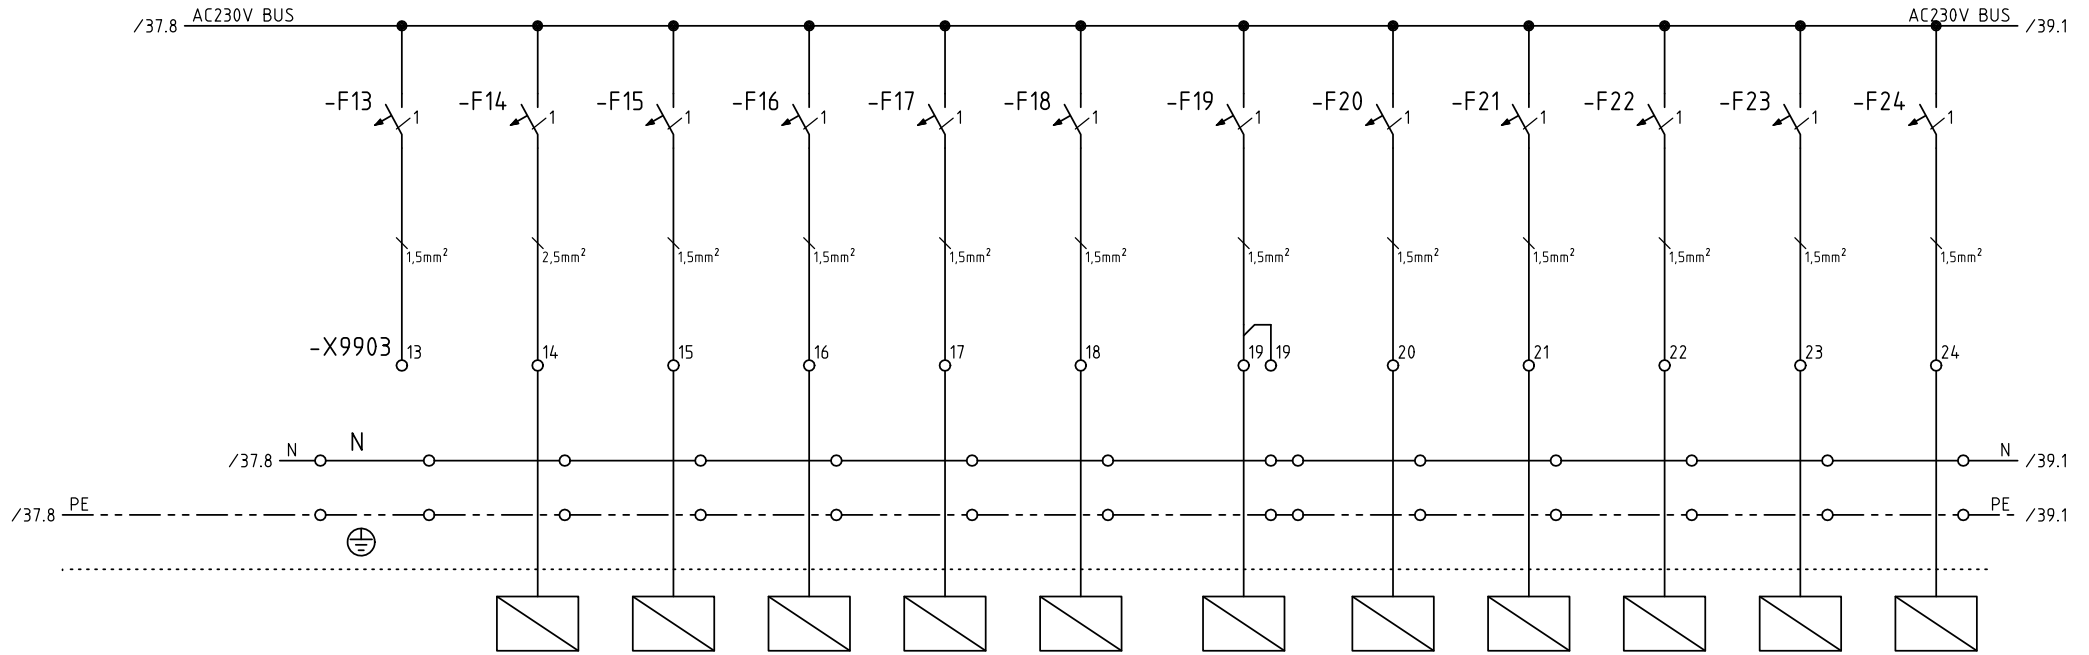 AC230V BUS AC230V BUS
/37.8 /39.1
-F13 -F14 -F15 -F16 -F17 -F18 -F19 -F20 -F21 -F22 -F23 -F24
1 1 1 1 1 1 1 1 1 1 1 1
1,5mm² 2,5mm² 1,5mm² 1,5mm² 1,5mm² 1,5mm² 1,5mm² 1,5mm² 1,5mm² 1,5mm² 1,5mm² 1,5mm²
-X9903 13 14 15 16 17 18 19 19 20 21 22 23 24
N
/37.8 N N /39.1
/37.8 PE PE /39.1